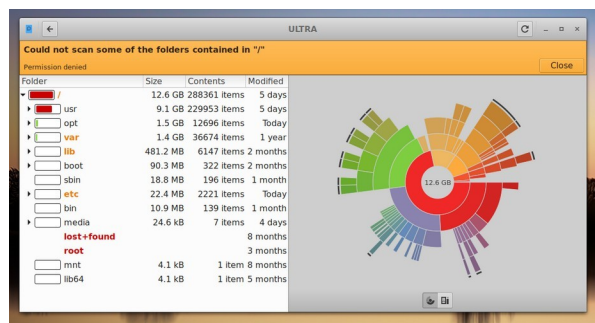 ULTRA
Could not scan some of the folders contained in "/"
Permission denied
Close
Folder Size Contents Modified
/ 12.6 GB 288361 items 5 days
usr 9.1 GB 229953 items 5 days
opt 1.5 GB 12696 items Today
var 1.4 GB 36674 items 1 year
lib 481.2 MB 6147 items 2 months
boot 90.3 MB 322 items 2 months
sbin 18.8 MB 196 items 1 month
etc 22.4 MB 2221 items Today
bin 10.9 MB 139 items 1 month
media 24.6 kB 7 items 4 days
lost+found 8 months
root 3 months
mnt 4.1 kB 1 item 8 months
lib64 4.1 kB 1 item 5 months
12.6 GB